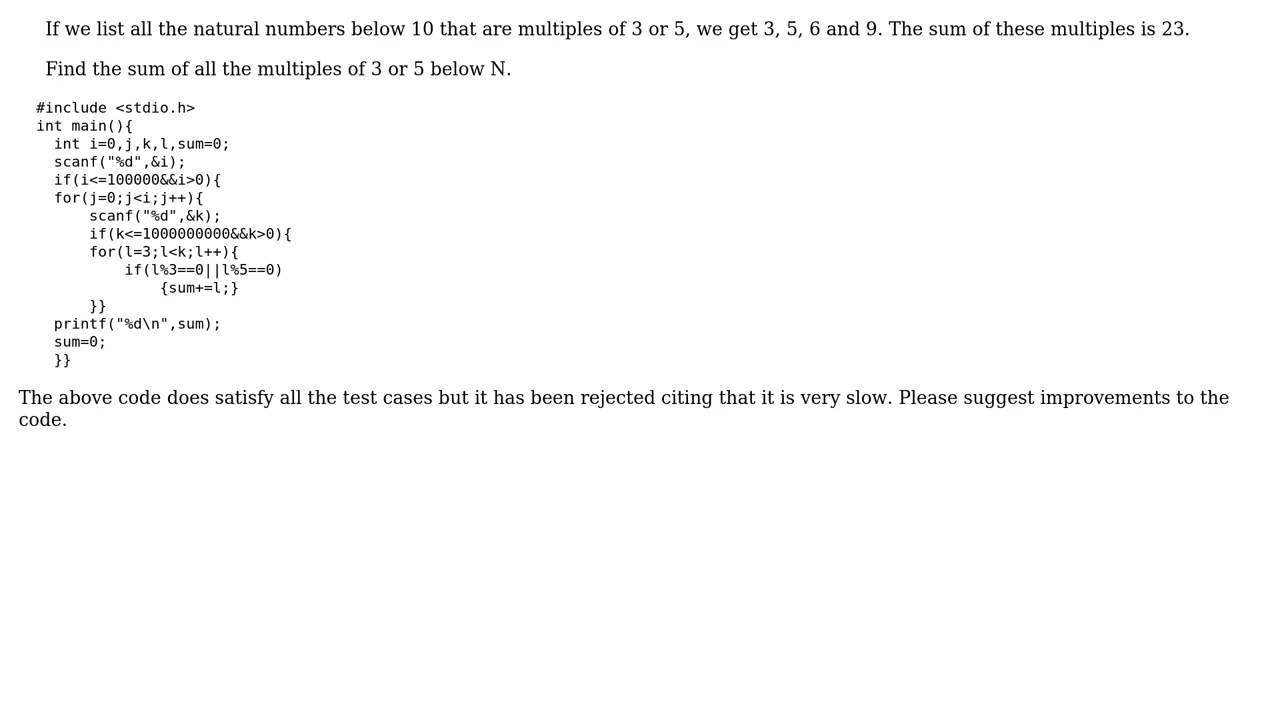 If we list all the natural numbers below 10 that are multiples of 3 or 5, we get 3, 5, 6 and 9. The sum of these multiples is 23.
Find the sum of all the multiples of 3 or 5 below N.
#include <stdio.h>
int main(){
  int i=0,j,k,l,sum=0;
  scanf("%d",&i);
  if(i<=100000&&i>0){
  for(j=0;j<i;j++){
      scanf("%d",&k);
      if(k<=1000000000&&k>0){
      for(l=3;l<k;l++){
          if(l%3==0||l%5==0)
              {sum+=l;}
      }}
  printf("%d\n",sum);
  sum=0;
  }}
The above code does satisfy all the test cases but it has been rejected citing that it is very slow. Please suggest improvements to the
code.